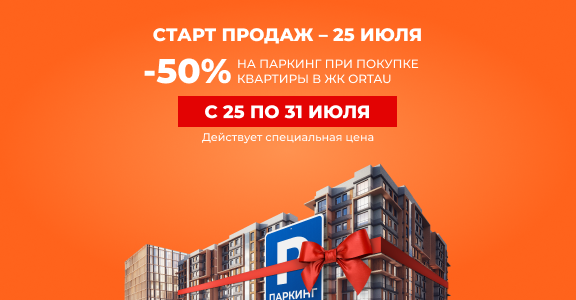 СТАРТ ПРОДАЖ – 25 ИЮЛЯ
-50% НА ПАРКИНГ ПРИ ПОКУПКЕ
КВАРТИРЫ В ЖК ORTAU
С 25 ПО 31 ИЮЛЯ
Действует специальная цена
P
ПАРКИНГ